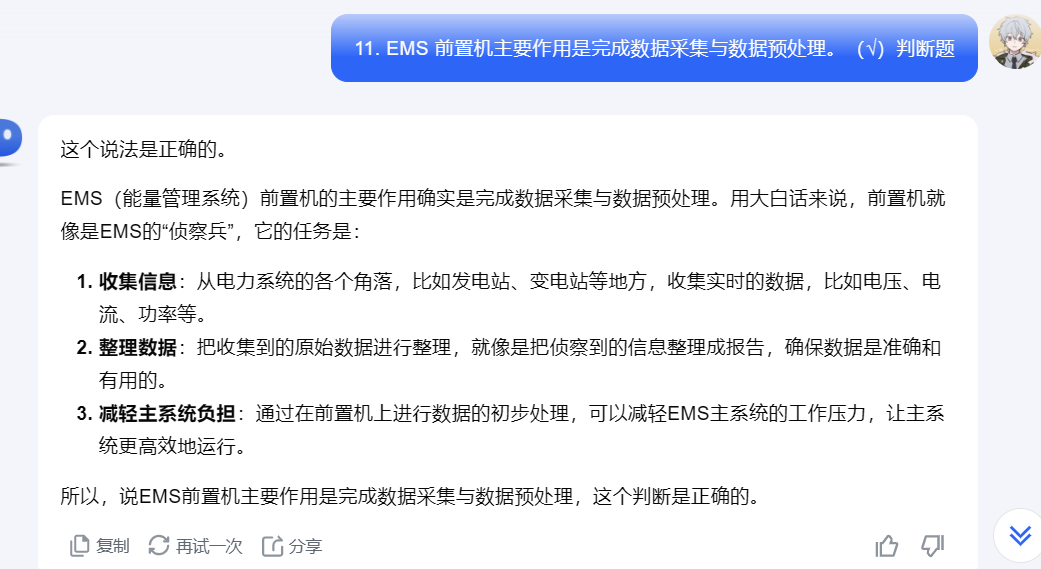 11. EMS 前置机主要作用是完成数据采集与数据预处理。（√）判断题
这个说法是正确的。
EMS（能量管理系统）前置机的主要作用确实是完成数据采集与数据预处理。用大白话来说，前置机就
像是EMS的“侦察兵”，它的任务是：
1. 收集信息：从电力系统的各个角落，比如发电站、变电站等地方，收集实时的数据，比如电压、电
流、功率等。
2. 整理数据：把收集到的原始数据进行整理，就像是把侦察到的信息整理成报告，确保数据是准确和
有用的。
3. 减轻主系统负担：通过在前置机上进行数据的初步处理，可以减轻EMS主系统的工作压力，让主系
统更高效地运行。
所以，说EMS前置机主要作用是完成数据采集与数据预处理，这个判断是正确的。
复制 再试一次 分享